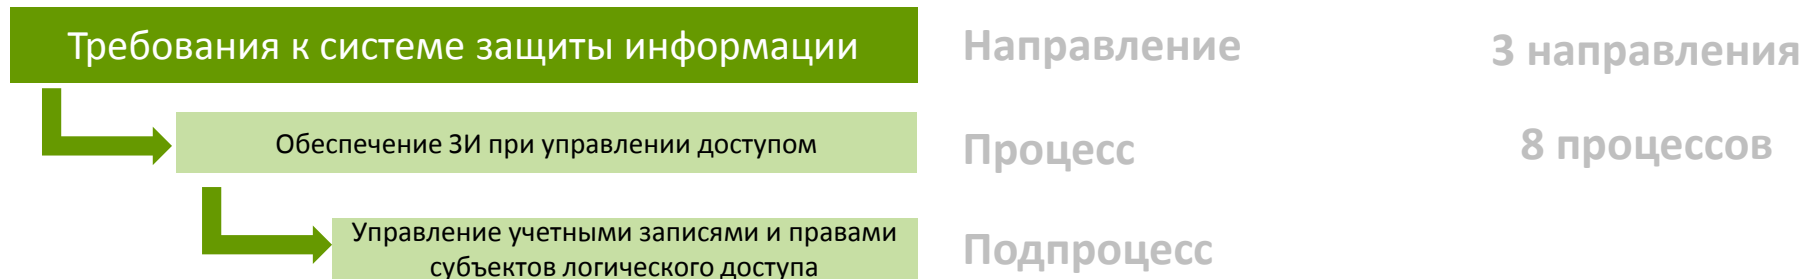 Требования к системе защиты информации
Направление
3 направления
Обеспечение ЗИ при управлении доступом
Процесс
8 процессов
Управление учетными записями и правами
субъектов логического доступа
Подпроцесс